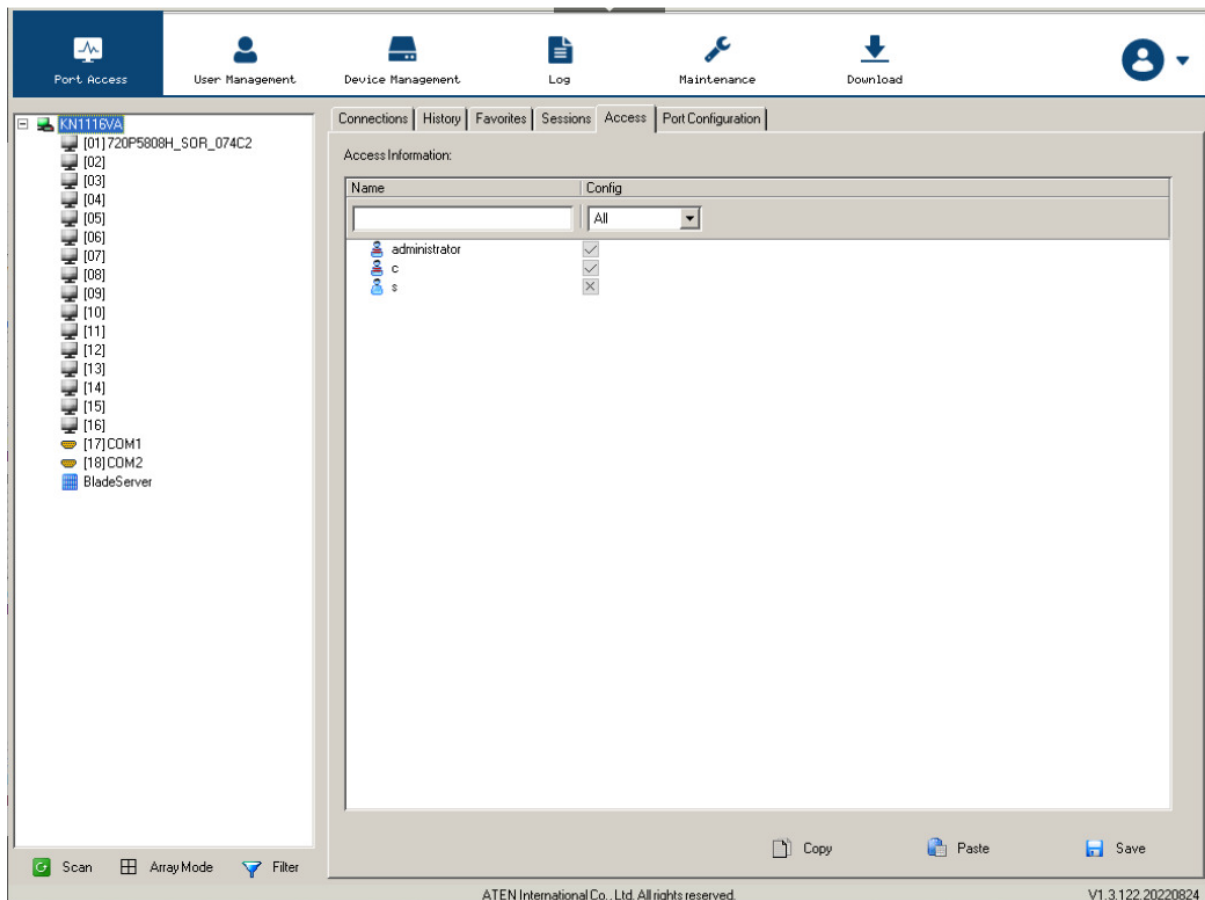 Port Access User Management Device Management Log Maintenance Download
KN1116VA
[01]720P5808H_SOR_074C2
[02]
[03]
[04]
[05]
[06]
[07]
[08]
[09]
[10]
[11]
[12]
[13]
[14]
[15]
[16]
[17]COM1
[18]COM2
BladeServer
Scan Array Mode Filter
Connections History Favorites Sessions Access Port Configuration
Access Information:
Name Config
All
administrator
c
s
Copy Paste Save
ATEN International Co., Ltd. All rights reserved. V1.3.122.20220824